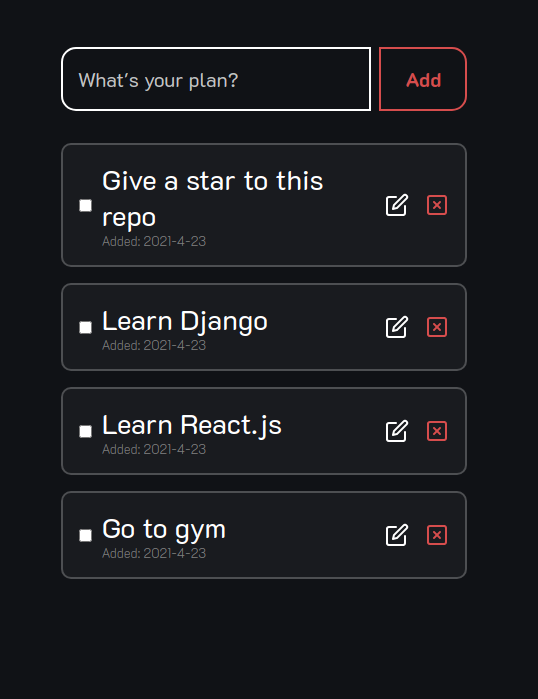 What's your plan?
Add
Give a star to this
repo
Added: 2021-4-23
Learn Django
Added: 2021-4-23
Learn React.js
Added: 2021-4-23
Go to gym
Added: 2021-4-23